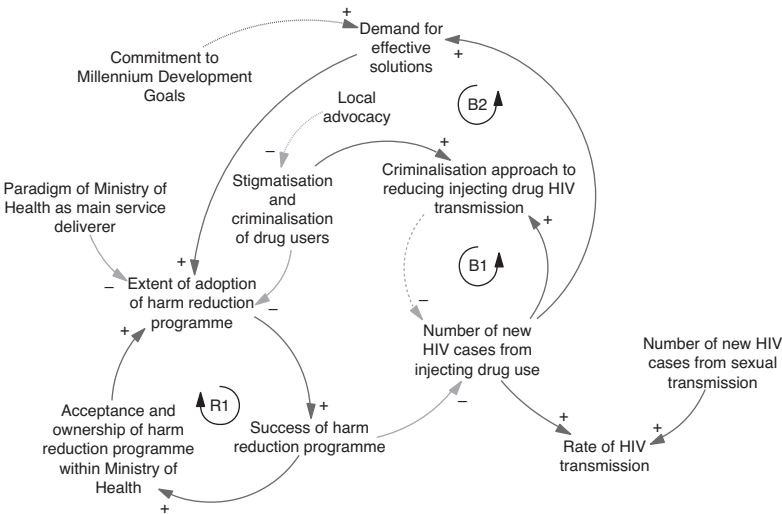 +
Demand for
effective
solutions
+
Commitment to
Millennium Development
Goals
Local
advocacy
B2
–
+
Stigmatisation
and
criminalisation
of drug users
Criminalisation approach to
reducing injecting drug HIV
transmission
+
Paradigm of Ministry of
Health as main service
deliverer
–
+
B1
Extent of adoption
of harm reduction
programme
–
+
–
Number of new
HIV cases from
injecting drug use
–
Number of new HIV
cases from sexual
transmission
R1
Acceptance and
ownership of harm
reduction programme
within Ministry of
Health
+
+
Success of harm
reduction programme
+
+
Rate of HIV
transmission